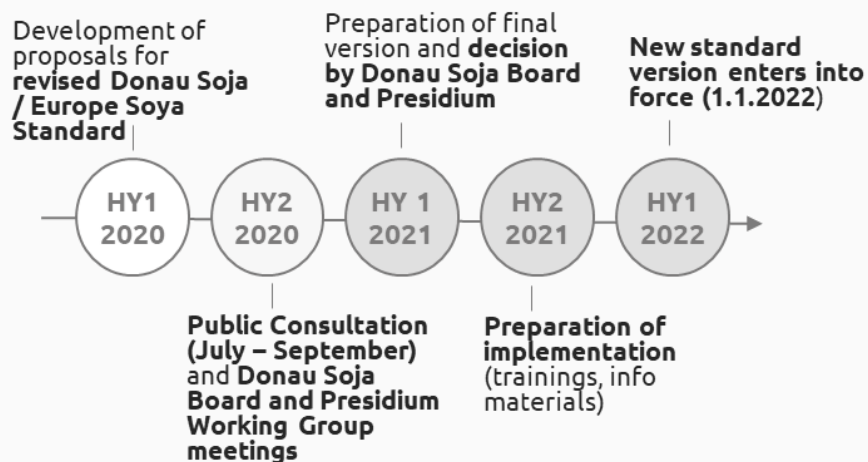 Development of
proposals for
revised Donau Soja
/ Europe Soya
Standard
Preparation of final
version and decision
by Donau Soja Board
and Presidium
New standard
version enters into
force (1.1.2022)
HY1
2020
HY2
2020
HY 1
2021
HY2
2021
HY1
2022
Public Consultation
(July – September)
and Donau Soja
Board and Presidium
Working Group
meetings
Preparation of
implementation
(trainings, info
materials)